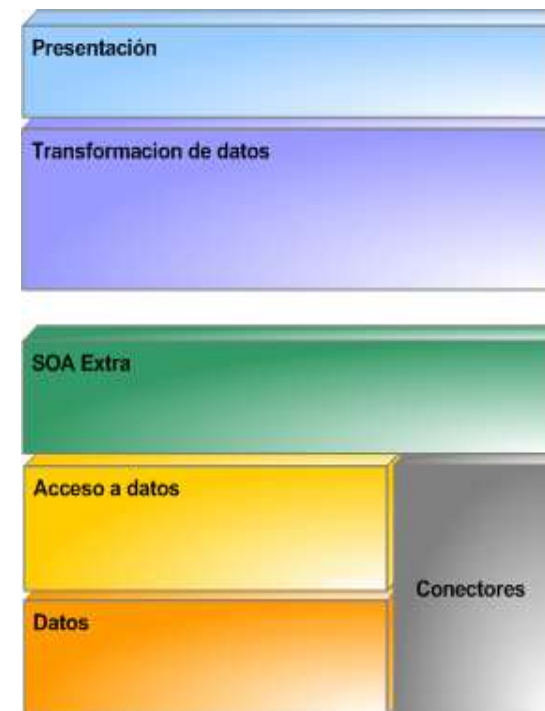 Presentación
Transformacion de datos
SOA Extra
Acceso a datos
Conectores
Datos